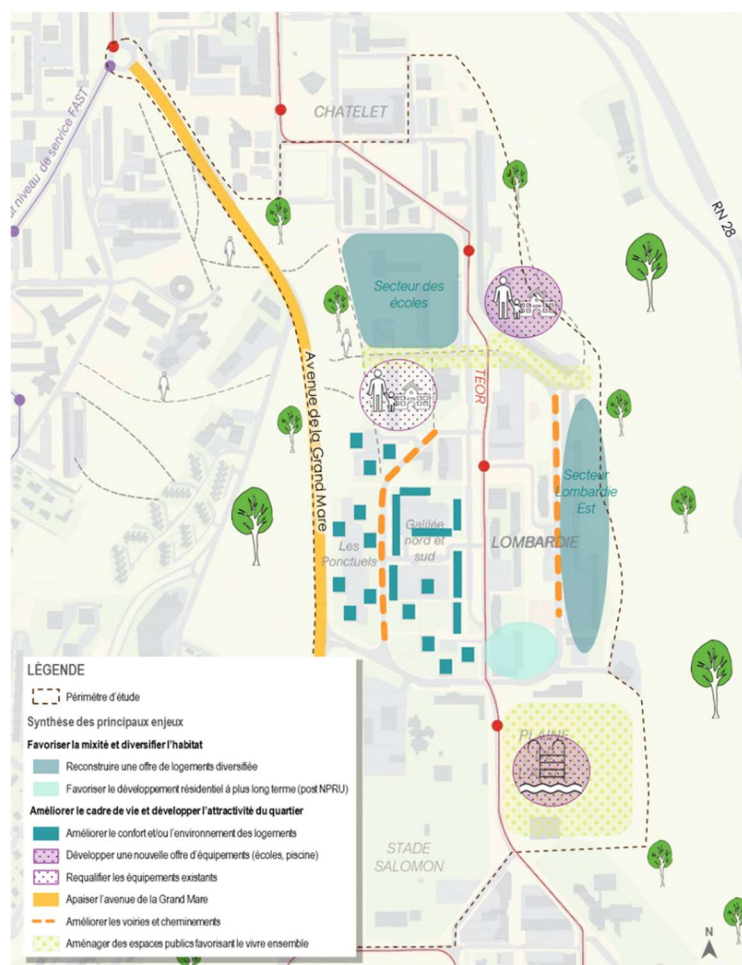 CHATELET
ut niveau de service FAST
RN 28
Secteur des
écoles
TEOR
Avenue de la Grand Mare
Secteur
Lombardie
Est
Galilée
nord et
sud
LOMBARDIE
Les
Ponctuels
PLAINE
STADE
SALOMON
LÉGENDE
Périmètre d'étude
Synthèse des principaux enjeux
Favoriser la mixité et diversifier l'habitat
Reconstruire une offre de logements diversifiée
Favoriser le développement résidentiel à plus long terme (post NPRU)
Améliorer le cadre de vie et développer l'attractivité du quartier
Améliorer le confort et/ou l'environnement des logements
Développer une nouvelle offre d'équipements (écoles, piscine)
Requalifier les équipements existants
Apaiser l'avenue de la Grand Mare
Améliorer les voiries et cheminements
Aménager des espaces publics favorisant le vivre ensemble
N